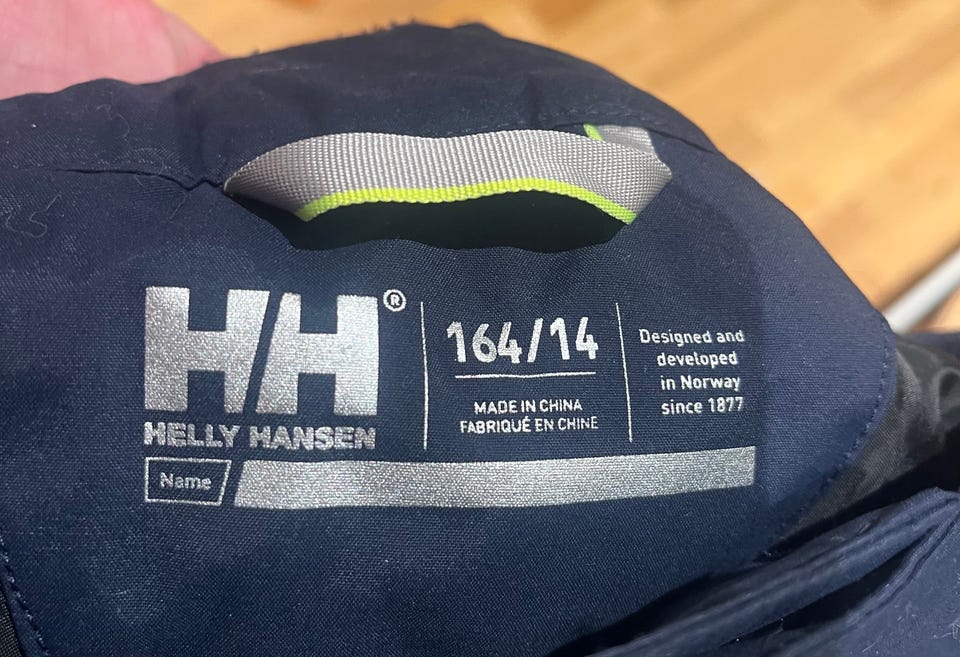 HH®
HELLY HANSEN
Name
164/14
MADE IN CHINA
FABRIQUÉ EN CHINE
Designed and
developed
in Norway
since 1877